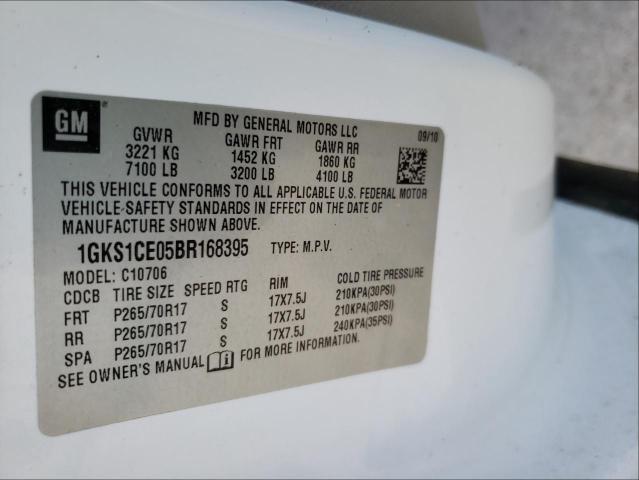 GM
MFD BY GENERAL MOTORS LLC 09/10
GVWR GAWR FRT GAWR RR
3221 KG 1452 KG 1860 KG
7100 LB 3200 LB 4100 LB
THIS VEHICLE CONFORMS TO ALL APPLICABLE U.S. FEDERAL MOTOR
VEHICLE SAFETY STANDARDS IN EFFECT ON THE DATE OF
MANUFACTURE SHOWN ABOVE.
1GKS1CE05BR168395 TYPE: M.P.V.
MODEL: C10706
CDCB TIRE SIZE SPEED RTG RIM COLD TIRE PRESSURE
FRT P265/70R17 S 17X7.5J 210KPA(30PSI)
RR P265/70R17 S 17X7.5J 210KPA(30PSI)
SPA P265/70R17 S 17X7.5J 240KPA(35PSI)
SEE OWNER'S MANUAL FOR MORE INFORMATION.